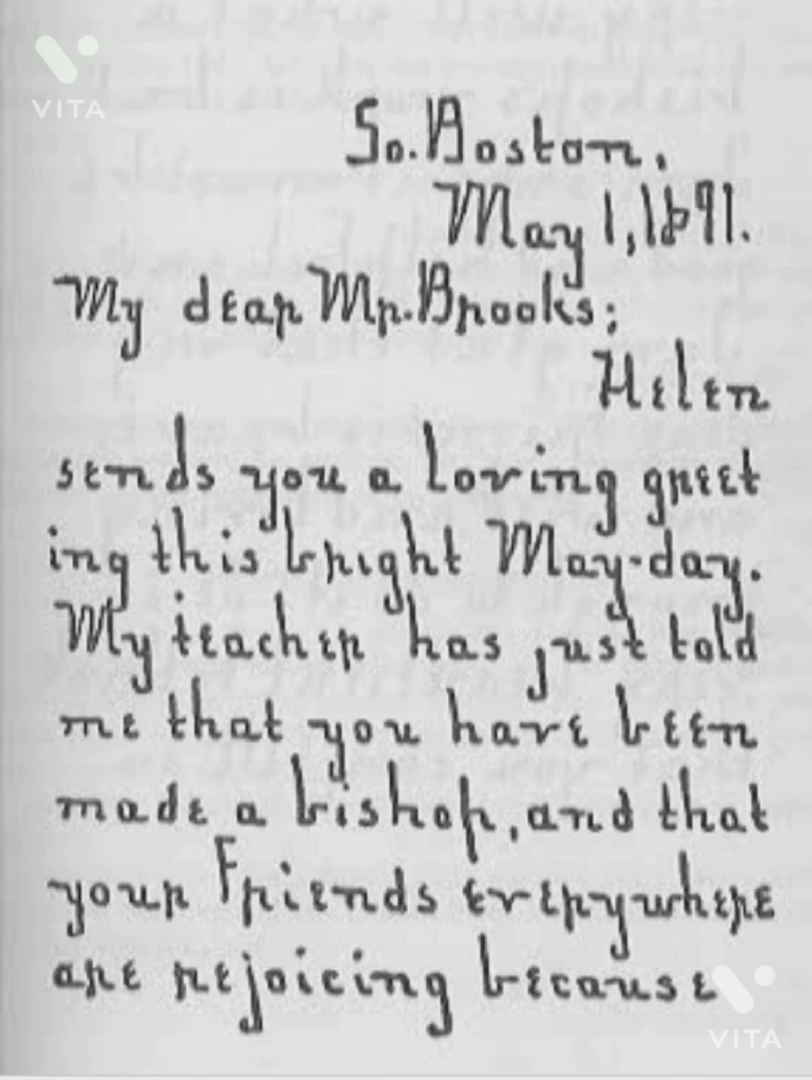 VITA
So. Boston,
May 1, 1891.
My dear Mr. Brooks;
Helen
sends you a loving greet
ing this bright May-day.
My teacher has just told
me that you have been
made a bishop, and that
your friends everywhere
are rejoicing because
VITA